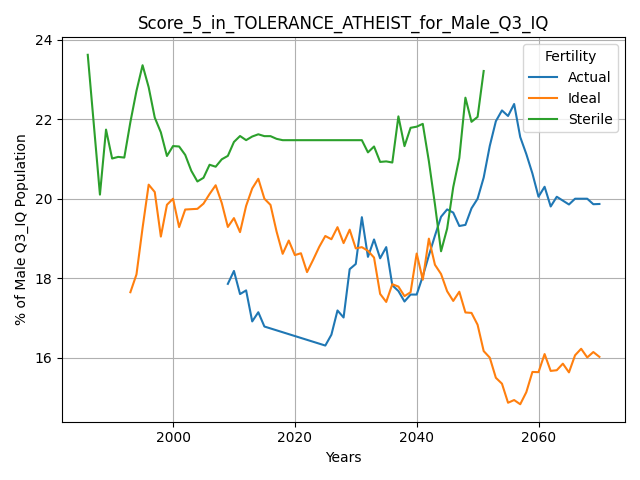 Score_5_in_TOLERANCE_ATHEIST_for_Male_Q3_IQ
% of Male Q3_IQ Population
24
22
20
18
16
Fertility
Actual
Ideal
Sterile
2000
2020
2040
2060
Years